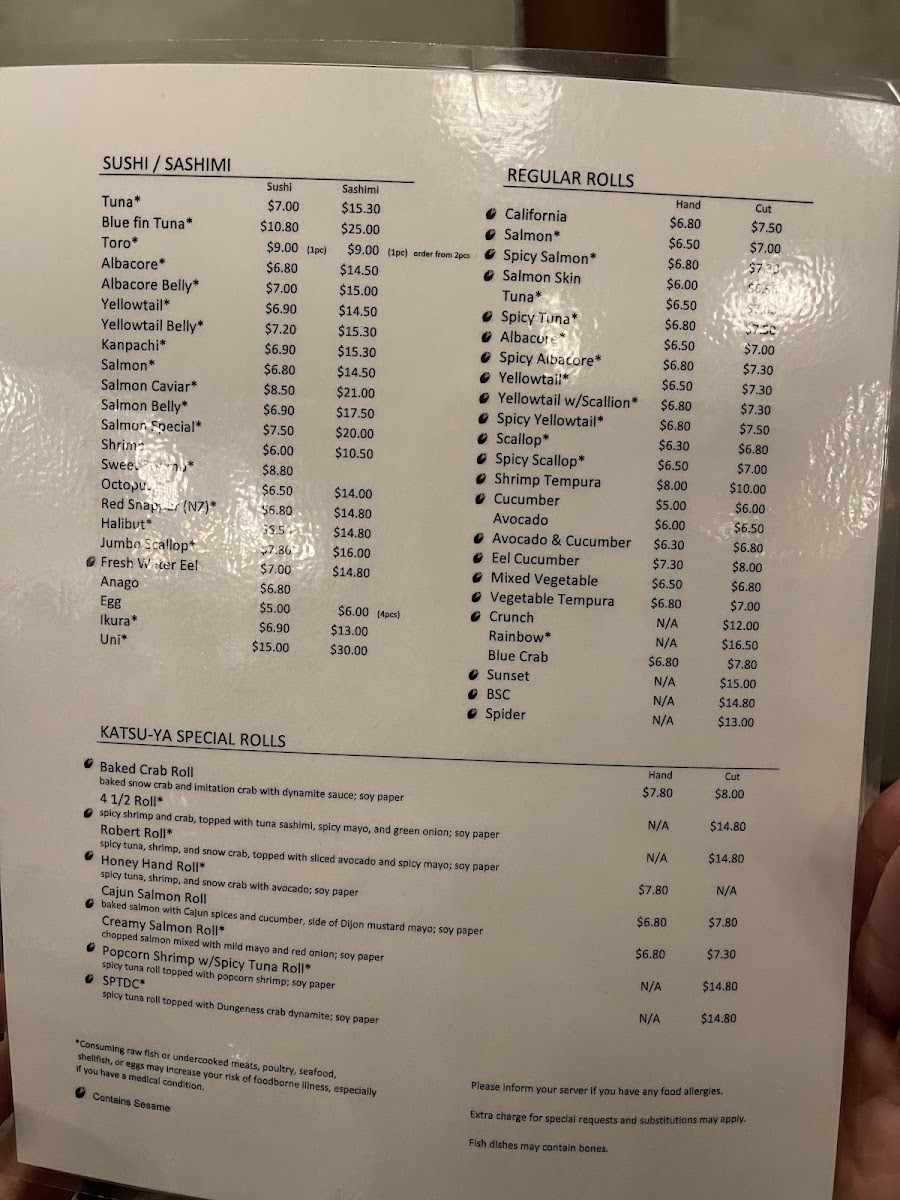 SUSHI / SASHIMI
Sushi Sashimi
Tuna* $7.00 $15.30
Blue fin Tuna* $10.80 $25.00
Toro* $9.00 (1pc) $9.00 (1pc) order from 2pcs
Albacore* $6.80 $14.50
Albacore Belly* $7.00 $15.00
Yellowtail* $6.90 $14.50
Yellowtail Belly* $7.20 $15.30
Kanpachi* $6.90 $15.30
Salmon* $6.80 $14.50
Salmon Caviar* $8.50 $21.00
Salmon Belly* $6.90 $17.50
Salmon Special* $7.50 $20.00
Shrimp $6.00 $10.50
Sweet $8.80
Octopus $6.50 $14.00
Red Snapper (NZ)* $6.80 $14.80
Halibut* $14.80
Jumbo Scallop* $16.00
Fresh Water Eel $7.00 $14.80
Anago $6.80
Egg $5.00 $6.00 (4pcs)
Ikura* $6.90 $13.00
Uni* $15.00 $30.00
REGULAR ROLLS
Hand Cut
California $6.80 $7.50
Salmon* $6.50 $7.00
Spicy Salmon* $6.80 $7.30
Salmon Skin $6.00
Tuna* $6.50
Spicy Tuna* $6.80
Albacore* $6.50 $7.00
Spicy Albacore* $6.80 $7.30
Yellowtail* $6.50 $7.30
Yellowtail w/Scallion* $6.80 $7.30
Spicy Yellowtail* $6.80 $7.50
Scallop* $6.30 $6.80
Spicy Scallop* $6.50 $7.00
Shrimp Tempura $8.00 $10.00
Cucumber $5.00 $6.00
Avocado $6.00 $6.50
Avocado & Cucumber $6.30 $6.80
Eel Cucumber $7.30 $8.00
Mixed Vegetable $6.50 $6.80
Vegetable Tempura $6.80 $7.00
Crunch N/A $12.00
Rainbow* N/A $16.50
Blue Crab $6.80 $7.80
Sunset N/A $15.00
BSC N/A $14.80
Spider N/A $13.00
KATSU-YA SPECIAL ROLLS
Hand Cut
Baked Crab Roll $7.80 $8.00
baked snow crab and imitation crab with dynamite sauce; soy paper
4 1/2 Roll* N/A $14.80
spicy shrimp and crab, topped with tuna sashimi, spicy mayo, and green onion; soy paper
Robert Roll* N/A $14.80
spicy tuna, shrimp, and snow crab, topped with sliced avocado and spicy mayo; soy paper
Honey Hand Roll* $7.80 N/A
spicy tuna, shrimp, and snow crab with avocado; soy paper
Cajun Salmon Roll $6.80 $7.80
baked salmon with Cajun spices and cucumber, side of Dijon mustard mayo; soy paper
Creamy Salmon Roll* $6.80 $7.30
chopped salmon mixed with mild mayo and red onion; soy paper
Popcorn Shrimp w/Spicy Tuna Roll* N/A $14.80
spicy tuna roll topped with popcorn shrimp; soy paper
SPTDC* N/A $14.80
spicy tuna roll topped with Dungeness crab dynamite; soy paper
*Consuming raw fish or undercooked meats, poultry, seafood,
shellfish, or eggs may increase your risk of foodborne illness, especially
if you have a medical condition.
Contains Sesame
Please inform your server if you have any food allergies.
Extra charge for special requests and substitutions may apply.
Fish dishes may contain bones.